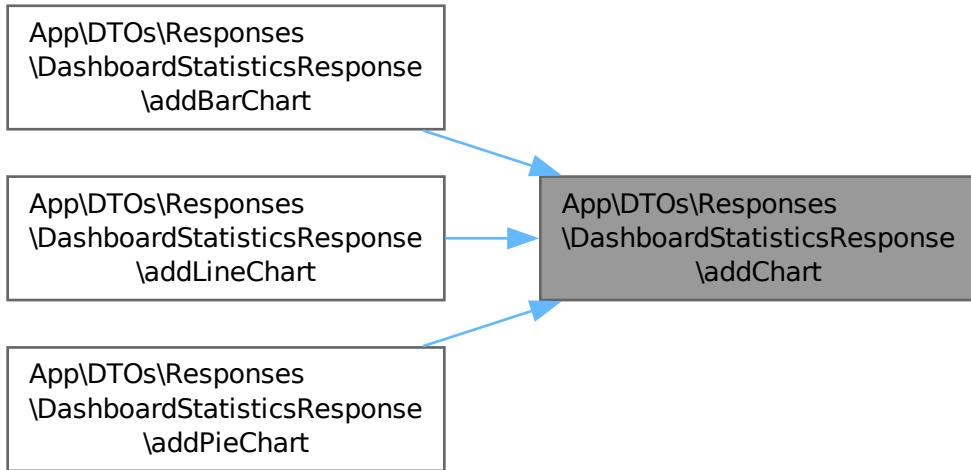 App\DTOs\Responses
\DashboardStatisticsResponse
\addBarChart
App\DTOs\Responses
\DashboardStatisticsResponse
\addLineChart
App\DTOs\Responses
\DashboardStatisticsResponse
\addPieChart
App\DTOs\Responses
\DashboardStatisticsResponse
\addChart